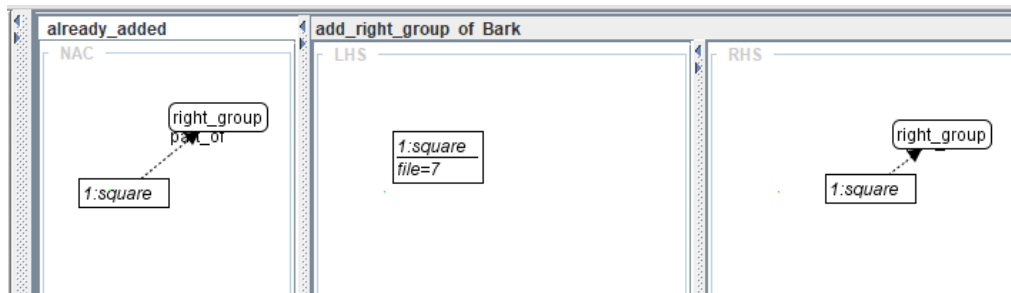 already_added
NAC
right_group
part_of
1:square
add_right_group of Bark
LHS
1:square
file=7
RHS
right_group
1:square